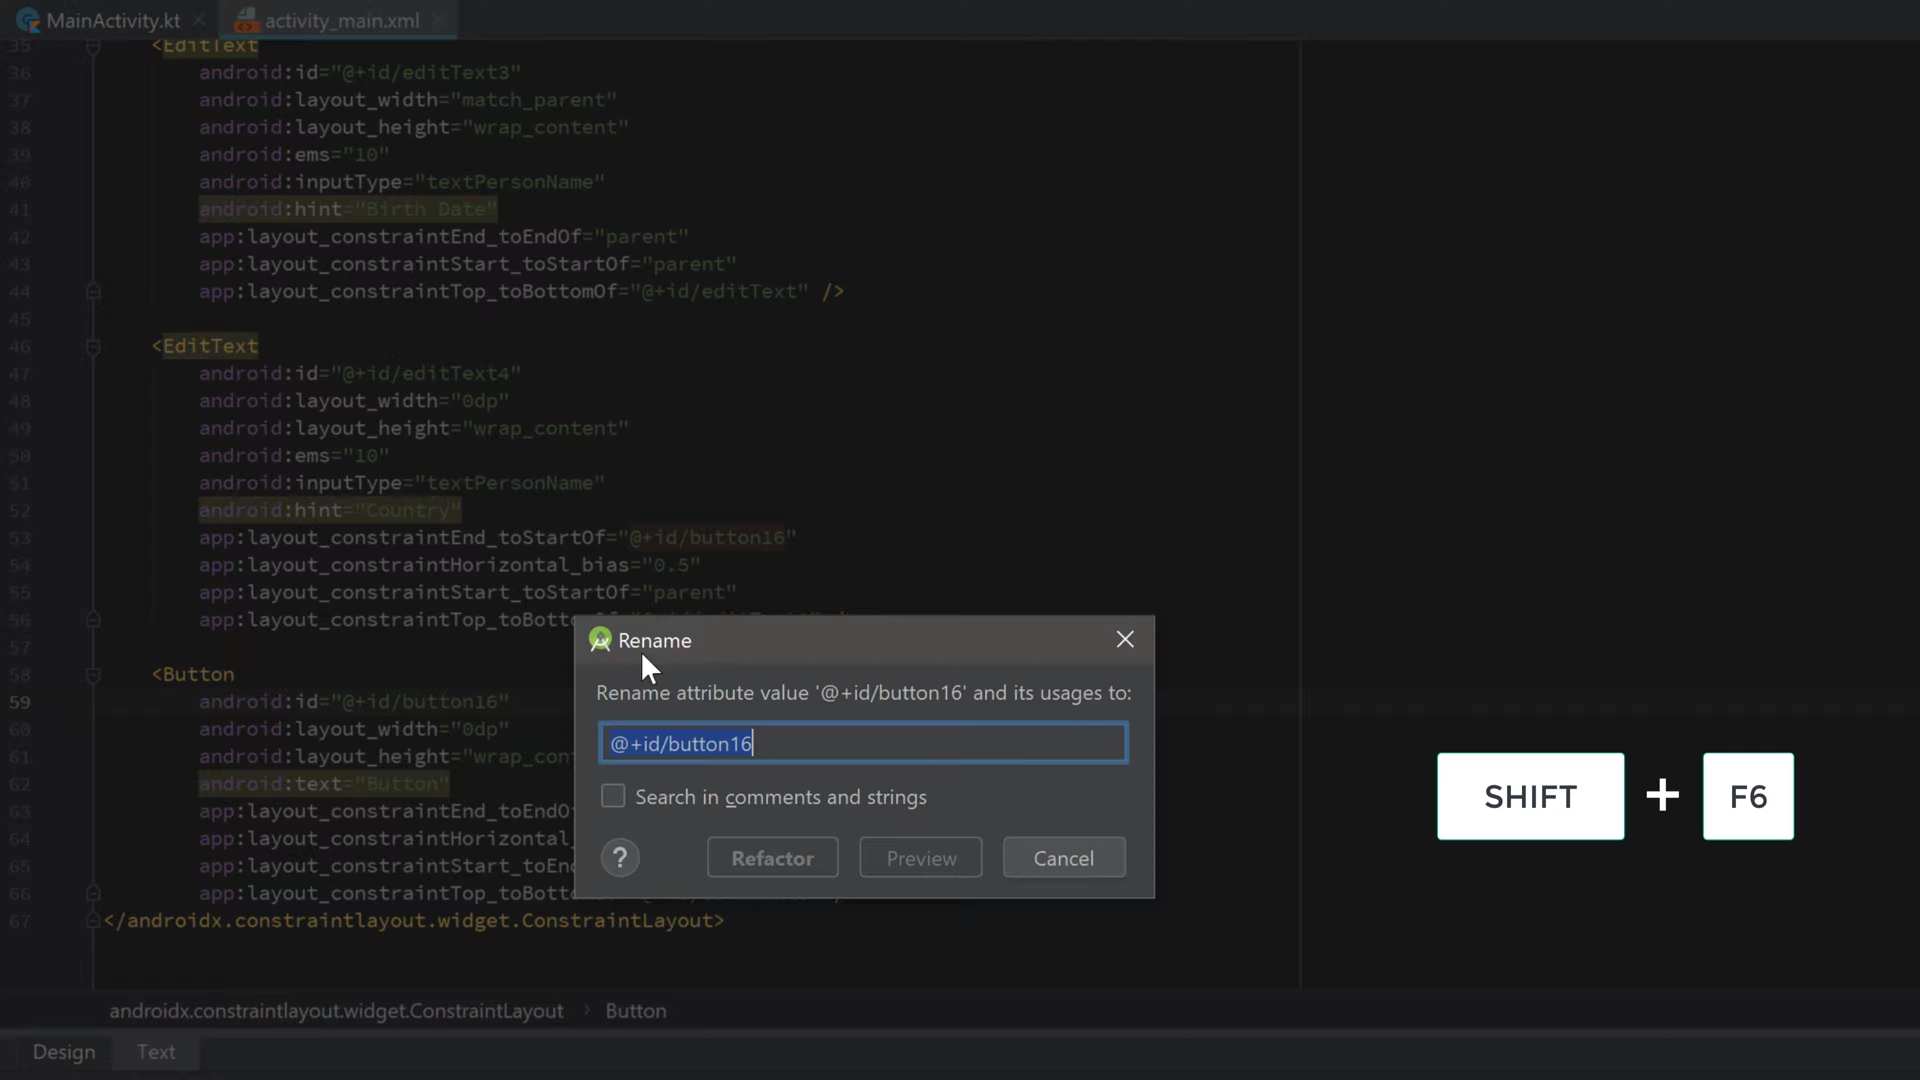 MainActivity.kt
activity_main.xml
35 <EditText
36 android:id="@+id/editText3"
37 android:layout_width="match_parent"
38 android:layout_height="wrap_content"
39 android:ems="10"
40 android:inputType="textPersonName"
41 android:hint="Birth Date"
42 app:layout_constraintEnd_toEndOf="parent"
43 app:layout_constraintStart_toStartOf="parent"
44 app:layout_constraintTop_toBottomOf="@+id/editText" />
45
46 <EditText
47 android:id="@+id/editText4"
48 android:layout_width="0dp"
49 android:layout_height="wrap_content"
50 android:ems="10"
51 android:inputType="textPersonName"
52 android:hint="Country"
53 app:layout_constraintEnd_toStartOf="@+id/button16"
54 app:layout_constraintHorizontal_bias="0.5"
55 app:layout_constraintStart_toStartOf="parent"
56 app:layout_constraintTop_toBotto
57
58 <Button
59 android:id="@+id/button16"
60 android:layout_width="0dp"
61 android:layout_height="wrap_con
62 android:text="Button"
63 app:layout_constraintEnd_toEndO
64 app:layout_constraintHorizontal_
65 app:layout_constraintStart_toEn
66 app:layout_constraintTop_toBotto
67 </androidx.constraintlayout.widget.ConstraintLayout>
Rename
Rename attribute value '@+id/button16' and its usages to:
@+id/button16
Search in comments and strings
? Refactor Preview Cancel
SHIFT + F6
androidx.constraintlayout.widget.ConstraintLayout › Button
Design Text